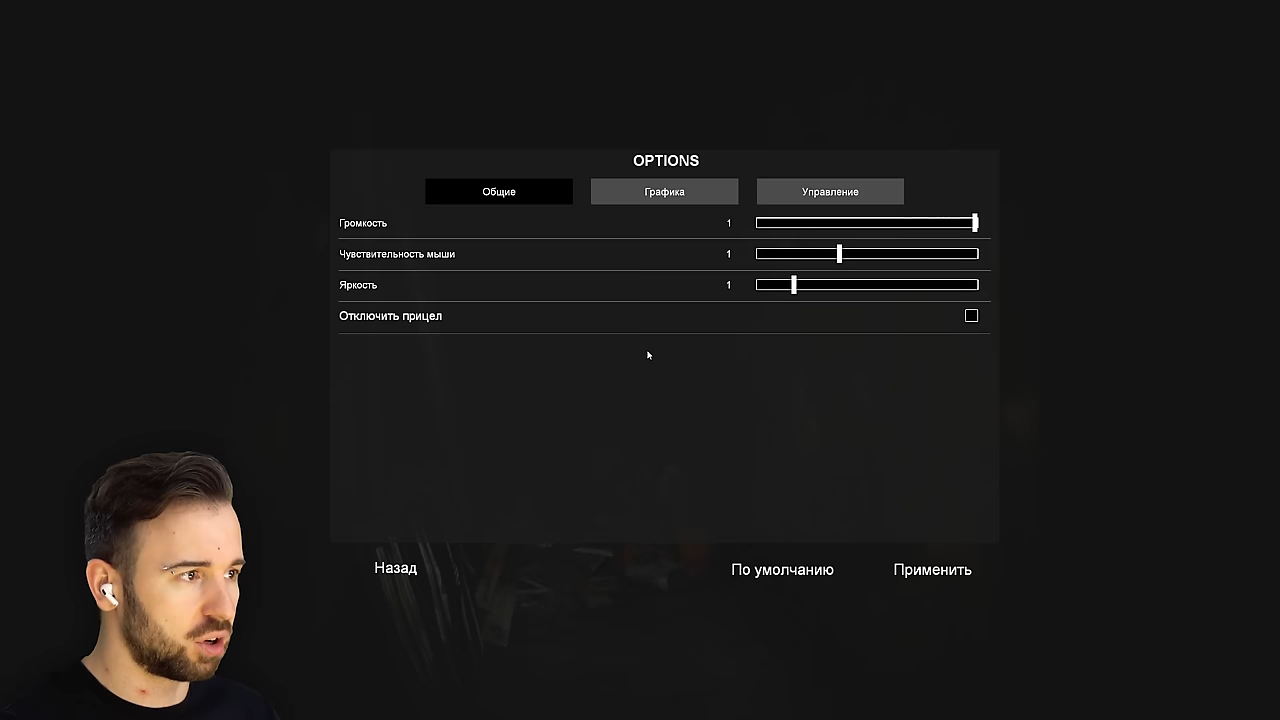 OPTIONS
Общие Графика Управление
Громкость 1
Чувствительность мыши 1
Яркость 1
Отключить прицел
Назад По умолчанию Применить